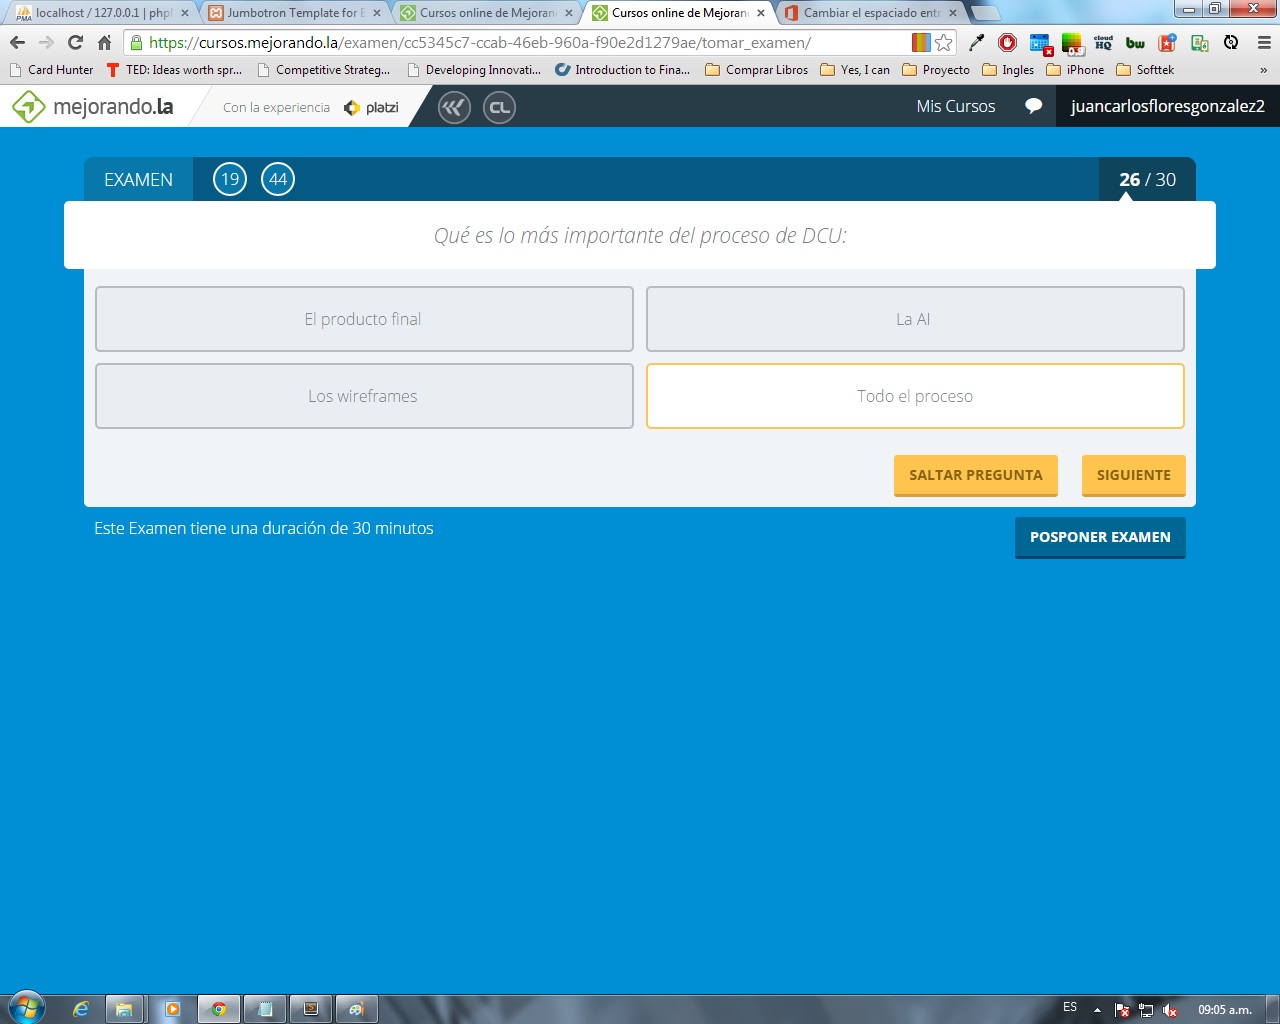 localhost / 127.0.0.1 | phpl
Jumbotron Template for B
Cursos online de Mejoran
Cursos online de Mejoran
Cambiar el espaciado entr
https://cursos.mejorando.la/examen/cc5345c7-ccab-46eb-960a-f90e2d1279ae/tomar_examen/
cloud HQ
bw
Card Hunter
TED: Ideas worth spr...
Competitive Strateg...
Developing Innovati...
Introduction to Fina...
Comprar Libros
Yes, I can
Proyecto
Ingles
iPhone
Softtek
»
mejorando.la
Con la experiencia
platzi
CL
Mis Cursos
juancarlosfloresgonzalez2
EXAMEN
19
44
26 / 30
Qué es lo más importante del proceso de DCU:
El producto final
La AI
Los wireframes
Todo el proceso
SALTAR PREGUNTA
SIGUIENTE
Este Examen tiene una duración de 30 minutos
POSPONER EXAMEN
ES
09:05 a.m.